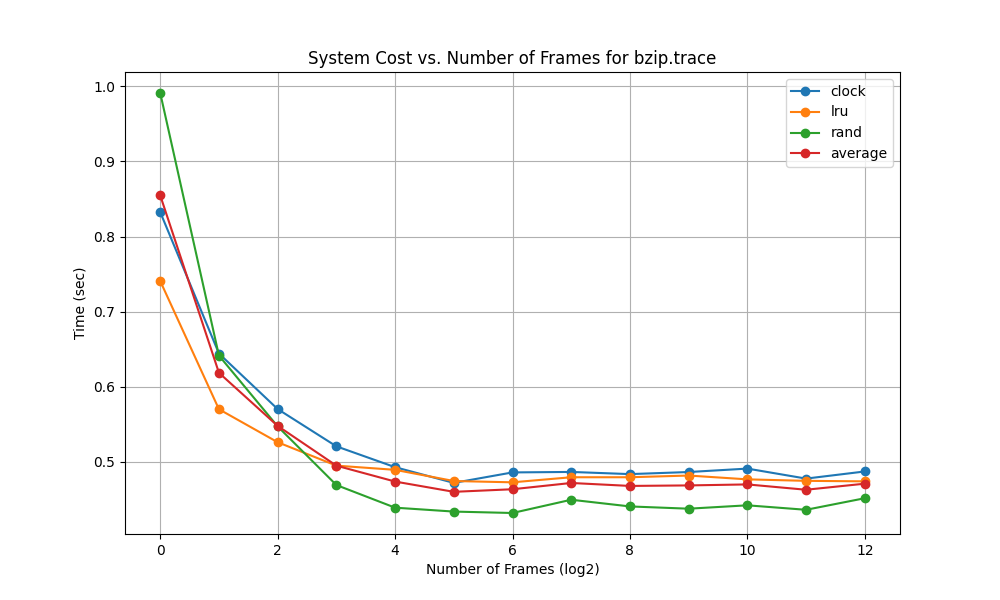 System Cost vs. Number of Frames for bzip.trace
clock
lru
rand
average
Time (sec)
1.0
0.9
0.8
0.7
0.6
0.5
0 2 4 6 8 10 12
Number of Frames (log2)